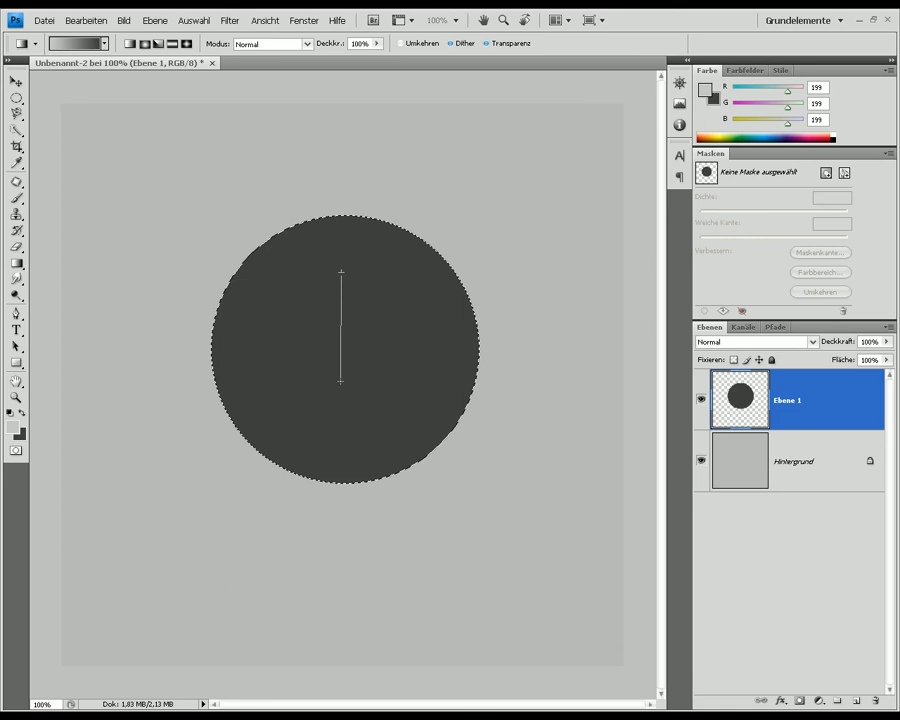 Ps Datei Bearbeiten Bild Ebene Auswahl Filter Ansicht Fenster Hilfe Br 100% Grundelemente
Modus: Normal Deckkr.: 100% Umkehren Dither Transparenz
Unbenannt-2 bei 100% (Ebene 1, RGB/8) *
Farbe Farbfelder Stile
R 199
G 199
B 199
Masken
Keine Maske ausgewählt
Dichte:
Weiche Kante:
Verbessern: Maskenkante...
Farbbereich...
Umkehren
Ebenen Kanäle Pfade
Normal Deckkraft: 100%
Fixieren: Fläche: 100%
Ebene 1
Hintergrund
100% Dok: 1,83 MB/2,13 MB